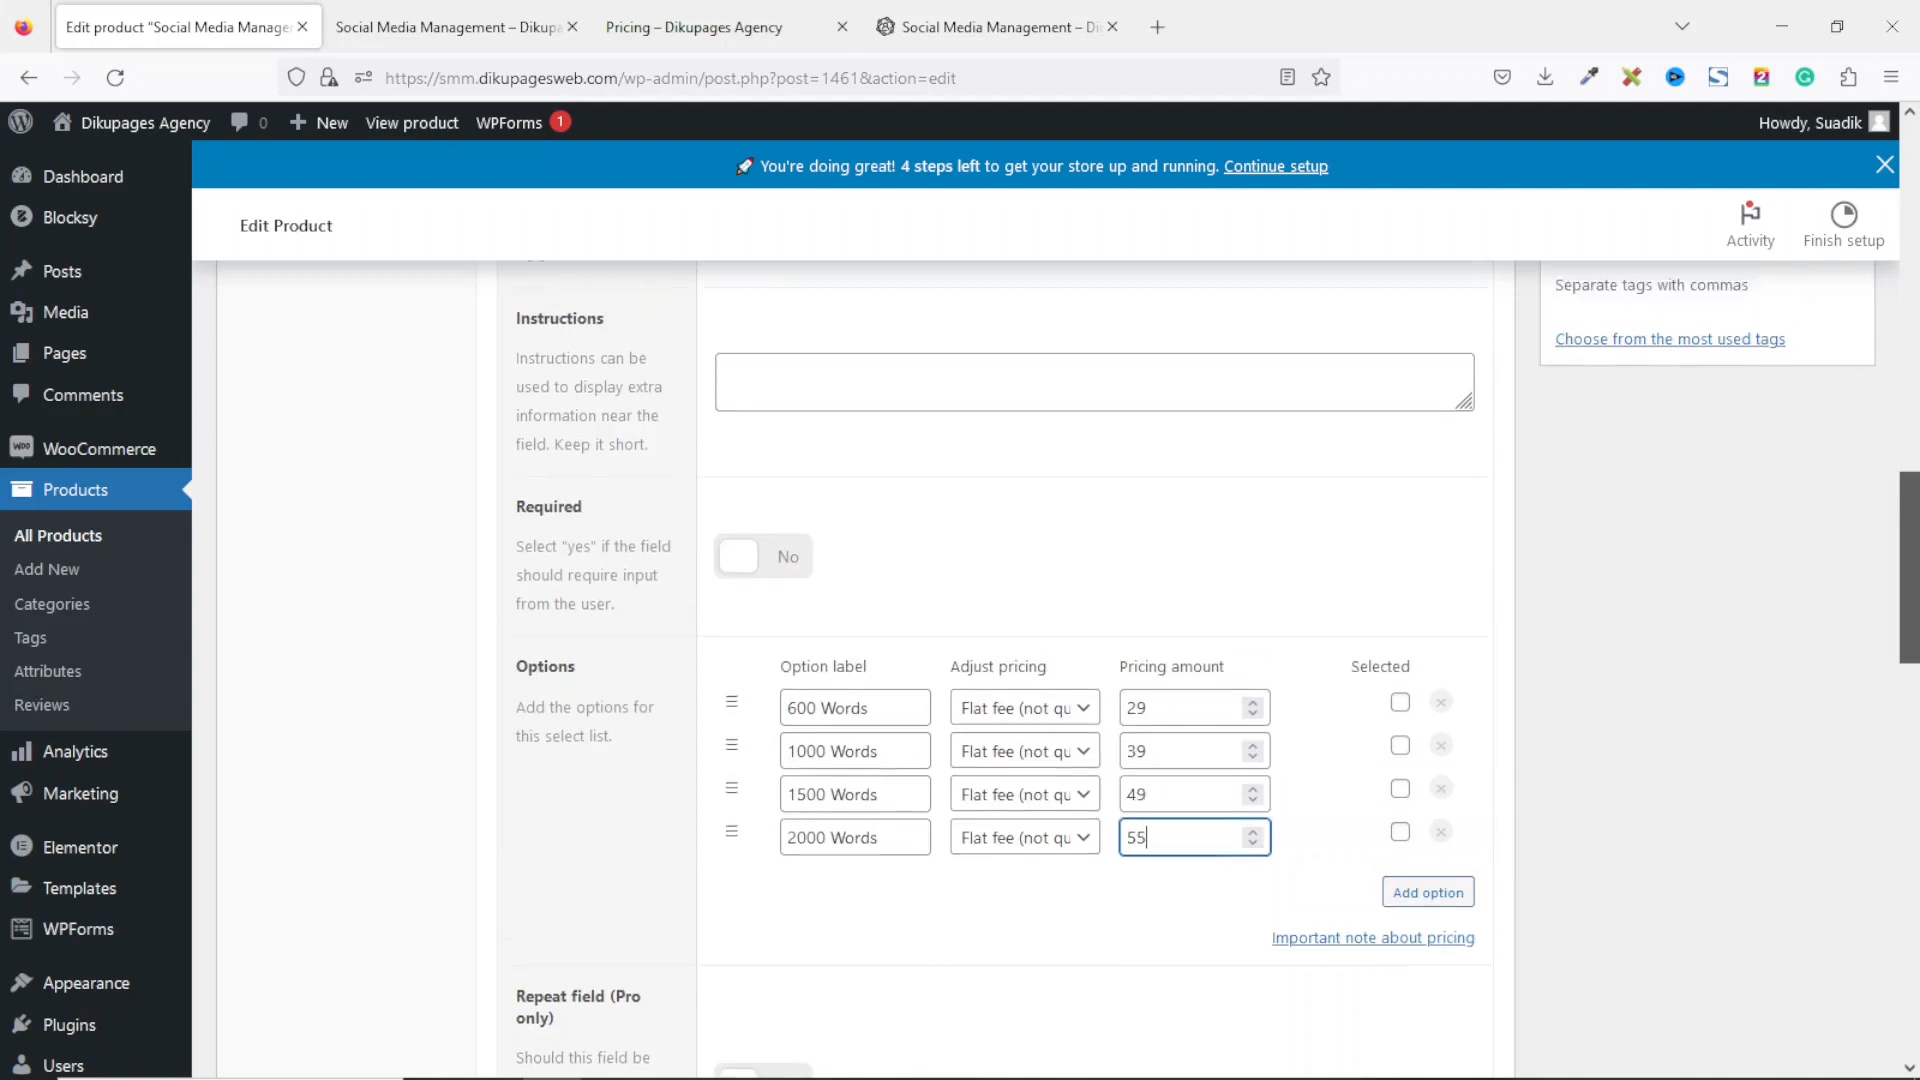 Edit product "Social Media Manage
Social Media Management – Dikupa
Pricing – Dikupages Agency
Social Media Management – Di
https://smm.dikupagesweb.com/wp-admin/post.php?post=1461&action=edit
Dikupages Agency
0
New
View product
WPForms
1
Howdy, Suadik
🚀 You're doing great! 4 steps left to get your store up and running. Continue setup
Edit Product
Activity
Finish setup
Dashboard
Blocksy
Posts
Media
Pages
Comments
WooCommerce
Products
All Products
Add New
Categories
Tags
Attributes
Reviews
Analytics
Marketing
Elementor
Templates
WPForms
Appearance
Plugins
Users
Separate tags with commas
Choose from the most used tags
Instructions
Instructions can be
used to display extra
information near the
field. Keep it short.
Required
Select "yes" if the field
should require input
from the user.
No
Options
Add the options for
this select list.
Option label
Adjust pricing
Pricing amount
Selected
600 Words
Flat fee (not qu
29
1000 Words
Flat fee (not qu
39
1500 Words
Flat fee (not qu
49
2000 Words
Flat fee (not qu
55
Add option
Important note about pricing
Repeat field (Pro
only)
Should this field be